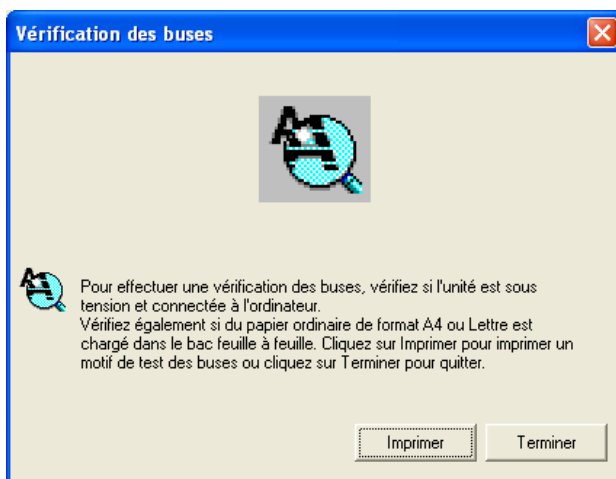 Vérification des buses
Pour effectuer une vérification des buses, vérifiez si l'unité est sous
tension et connectée à l'ordinateur.
Vérifiez également si du papier ordinaire de format A4 ou Lettre est
chargé dans le bac feuille à feuille. Cliquez sur Imprimer pour imprimer un
motif de test des buses ou cliquez sur Terminer pour quitter.
Imprimer
Terminer